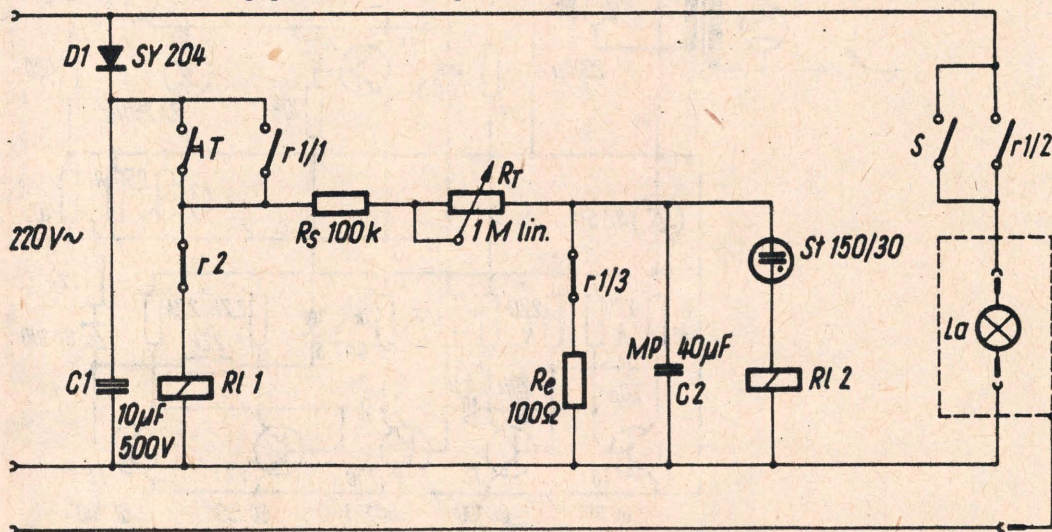 D1 SY 204
T
r1/1
S
r1/2
RT
Rs 100k
1M lin.
220V~
r2
St 150/30
r1/3
La
C1
Rl 1
MP 40µF
C2
Re
100Ω
Rl 2
10µF
500V